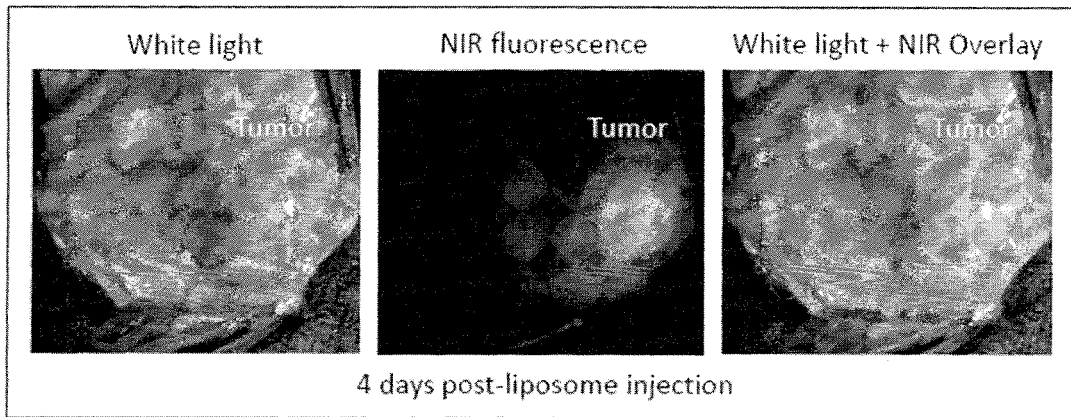 White light
NIR fluorescence
White light + NIR Overlay
Tumor
Tumor
Tumor
4 days post-liposome injection